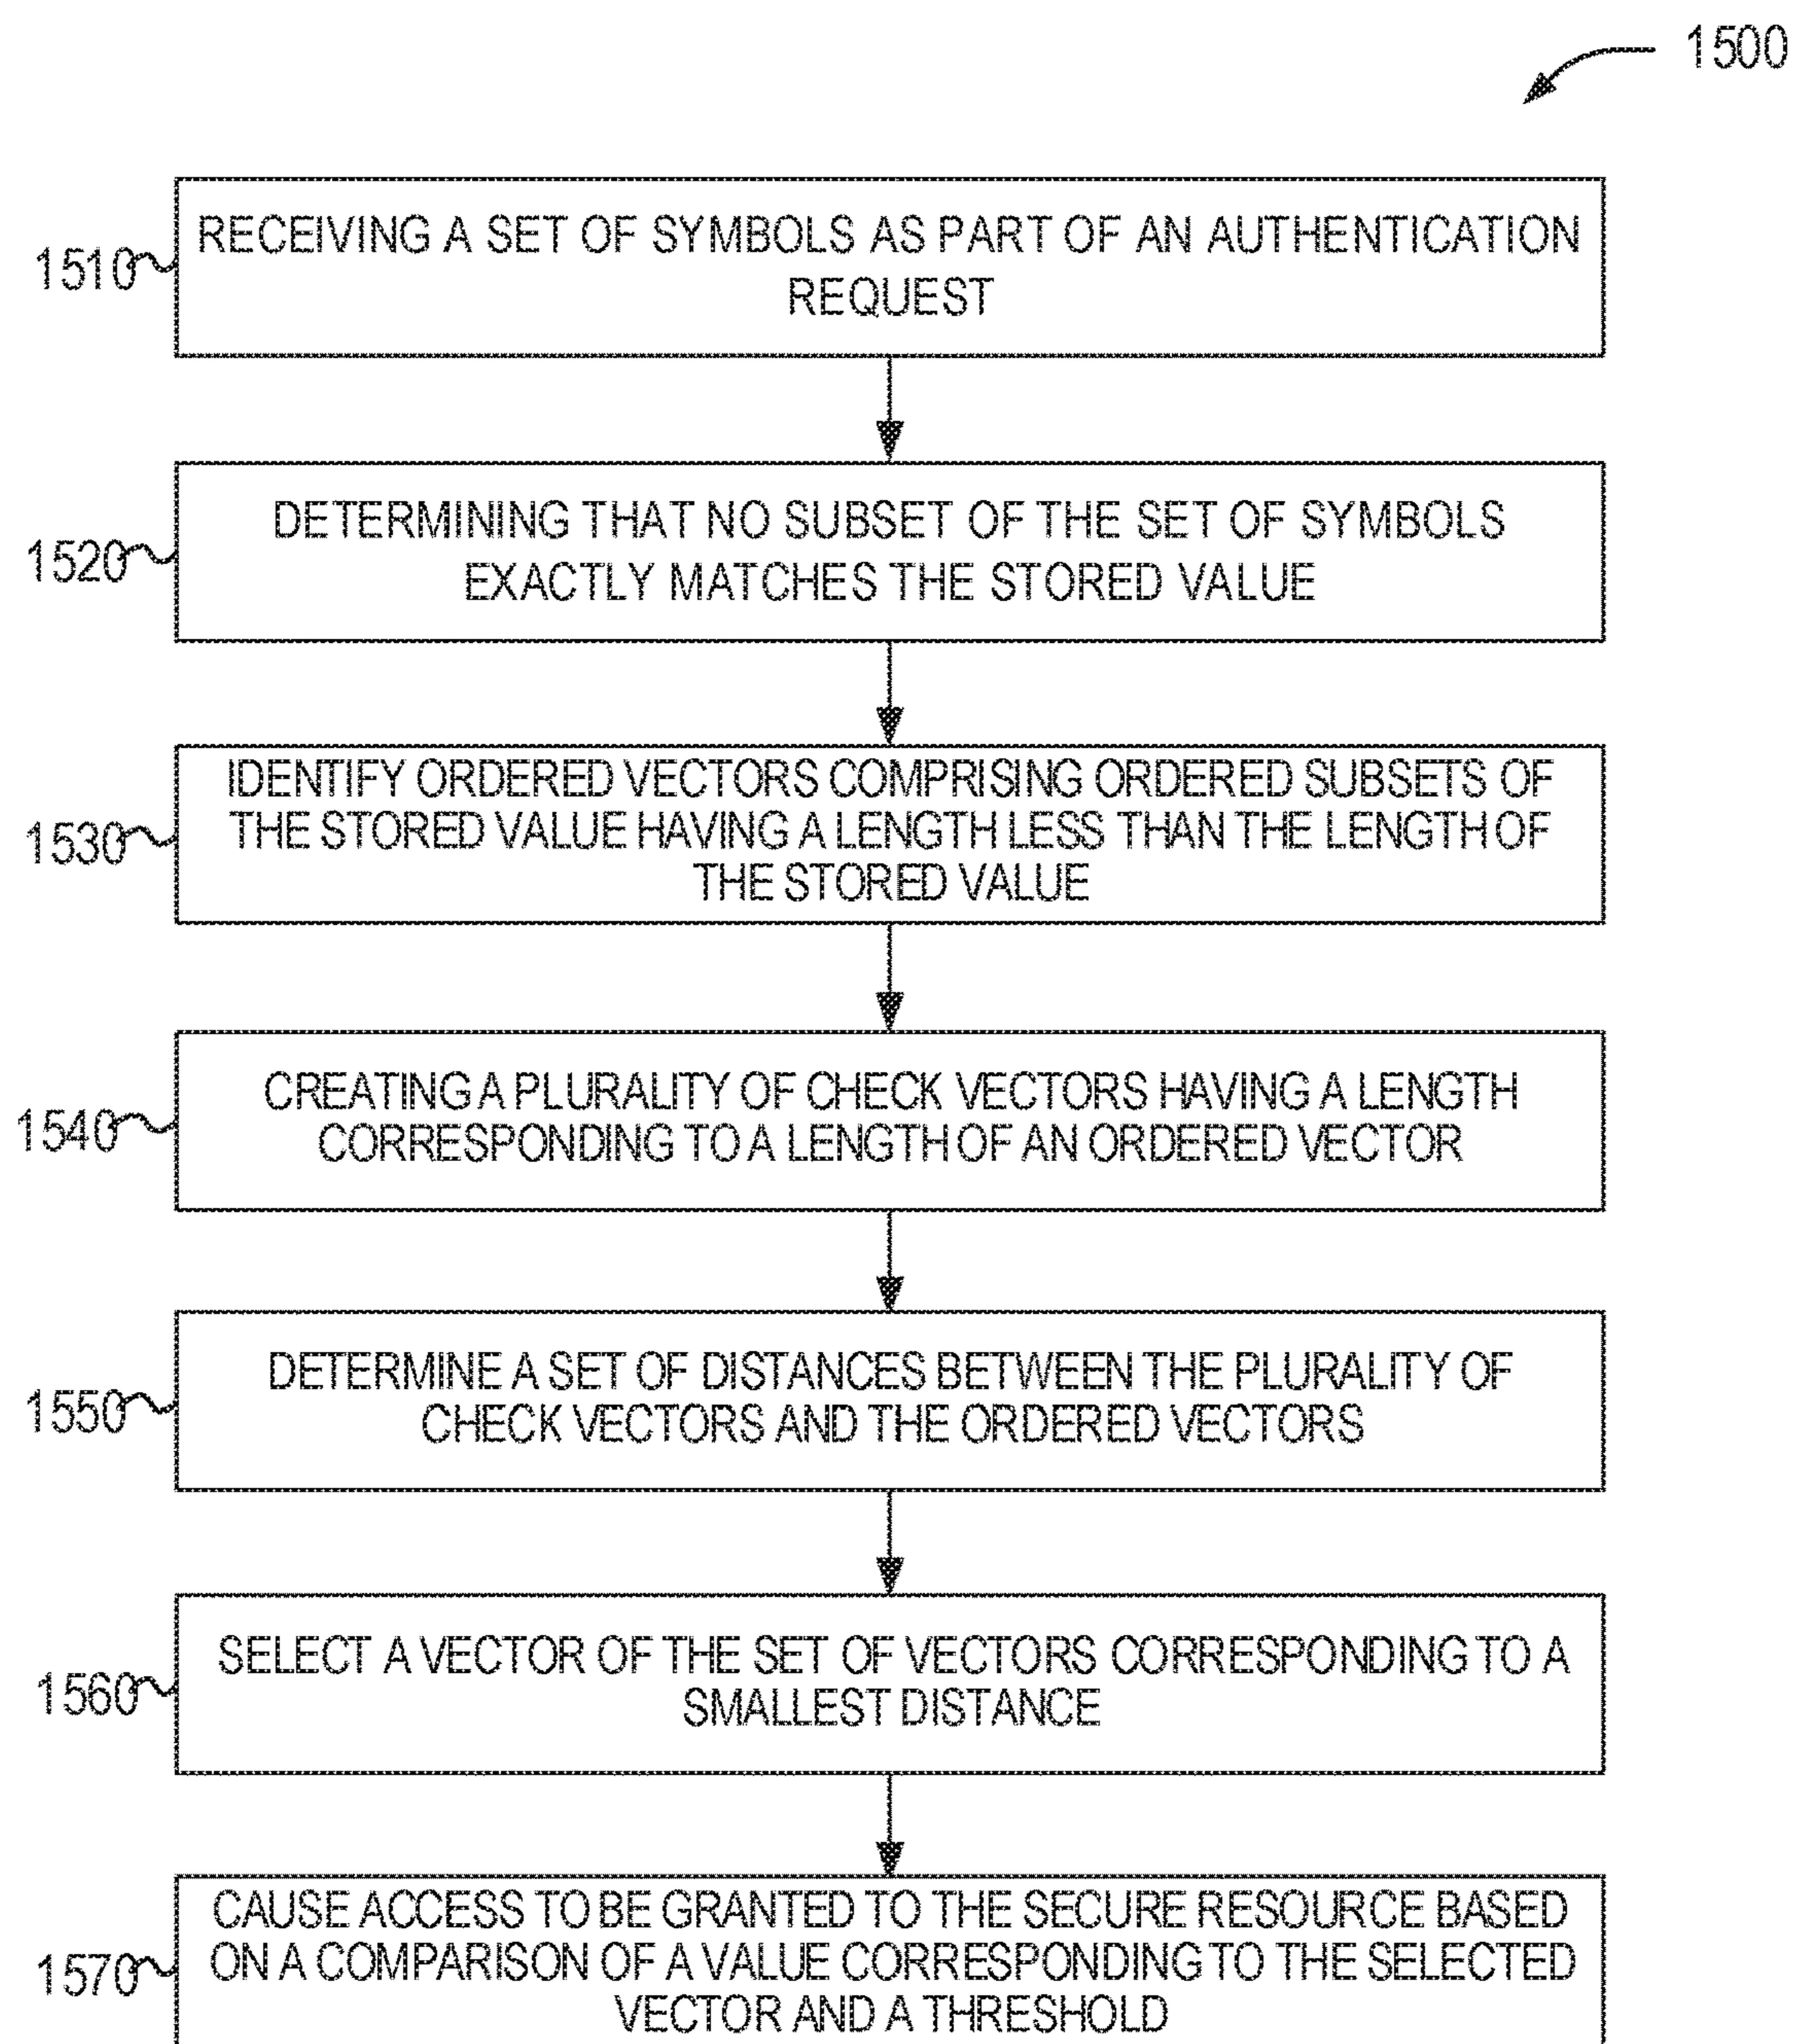 1500
1510
RECEIVING A SET OF SYMBOLS AS PART OF AN AUTHENTICATION
REQUEST
1520
DETERMINING THAT NO SUBSET OF THE SET OF SYMBOLS
EXACTLY MATCHES THE STORED VALUE
1530
IDENTIFY ORDERED VECTORS COMPRISING ORDERED SUBSETS OF
THE STORED VALUE HAVING A LENGTH LESS THAN THE LENGTH OF
THE STORED VALUE
1540
CREATING A PLURALITY OF CHECK VECTORS HAVING A LENGTH
CORRESPONDING TO A LENGTH OF AN ORDERED VECTOR
1550
DETERMINE A SET OF DISTANCES BETWEEN THE PLURALITY OF
CHECK VECTORS AND THE ORDERED VECTORS
1560
SELECT A VECTOR OF THE SET OF VECTORS CORRESPONDING TO A
SMALLEST DISTANCE
1570
CAUSE ACCESS TO BE GRANTED TO THE SECURE RESOURCE BASED
ON A COMPARISON OF A VALUE CORRESPONDING TO THE SELECTED
VECTOR AND A THRESHOLD